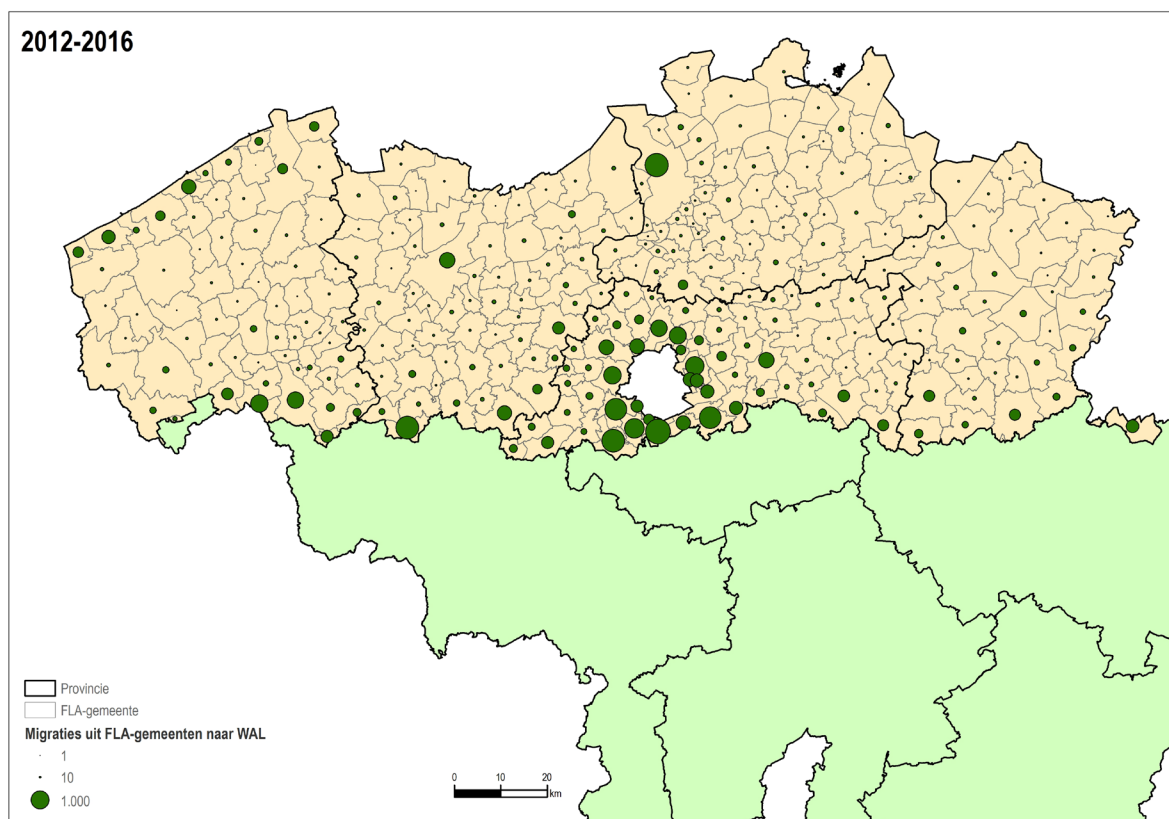 2012-2016
Provincie
FLA-gemeente
Migraties uit FLA-gemeenten naar WAL
1
10
1.000
0 10 20
km